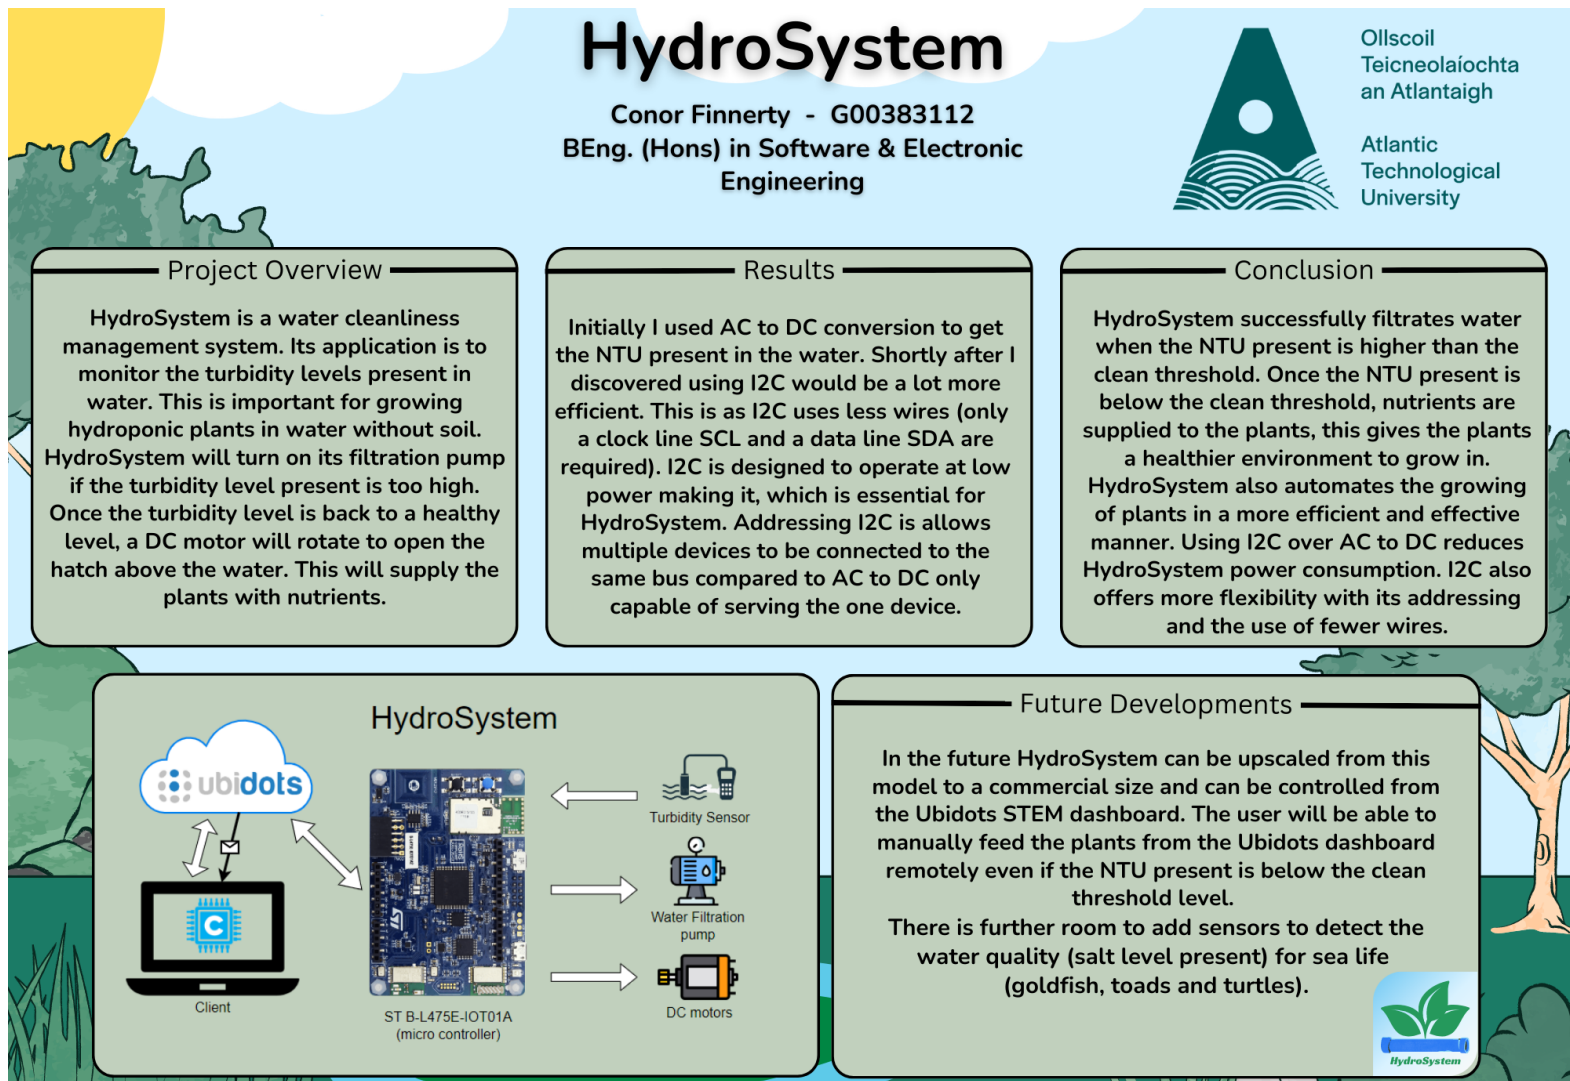 HydroSystem
Conor Finnerty - G00383112
BEng. (Hons) in Software & Electronic
Engineering
Ollscoil
Teicneolaíochta
an Atlantaigh
Atlantic
Technological
University
Project Overview
HydroSystem is a water cleanliness
management system. Its application is to
monitor the turbidity levels present in
water. This is important for growing
hydroponic plants in water without soil.
HydroSystem will turn on its filtration pump
if the turbidity level present is too high.
Once the turbidity level is back to a healthy
level, a DC motor will rotate to open the
hatch above the water. This will supply the
plants with nutrients.
Results
Initially I used AC to DC conversion to get
the NTU present in the water. Shortly after I
discovered using I2C would be a lot more
efficient. This is as I2C uses less wires (only
a clock line SCL and a data line SDA are
required). I2C is designed to operate at low
power making it, which is essential for
HydroSystem. Addressing I2C is allows
multiple devices to be connected to the
same bus compared to AC to DC only
capable of serving the one device.
Conclusion
HydroSystem successfully filtrates water
when the NTU present is higher than the
clean threshold. Once the NTU present is
below the clean threshold, nutrients are
supplied to the plants, this gives the plants
a healthier environment to grow in.
HydroSystem also automates the growing
of plants in a more efficient and effective
manner. Using I2C over AC to DC reduces
HydroSystem power consumption. I2C also
offers more flexibility with its addressing
and the use of fewer wires.
HydroSystem
ubidots
C
Client
ST
ST B-L475E-IOT01A
(micro controller)
Turbidity Sensor
Water Filtration
pump
DC motors
Future Developments
In the future HydroSystem can be upscaled from this
model to a commercial size and can be controlled from
the Ubidots STEM dashboard. The user will be able to
manually feed the plants from the Ubidots dashboard
remotely even if the NTU present is below the clean
threshold level.
There is further room to add sensors to detect the
water quality (salt level present) for sea life
(goldfish, toads and turtles).
HydroSystem